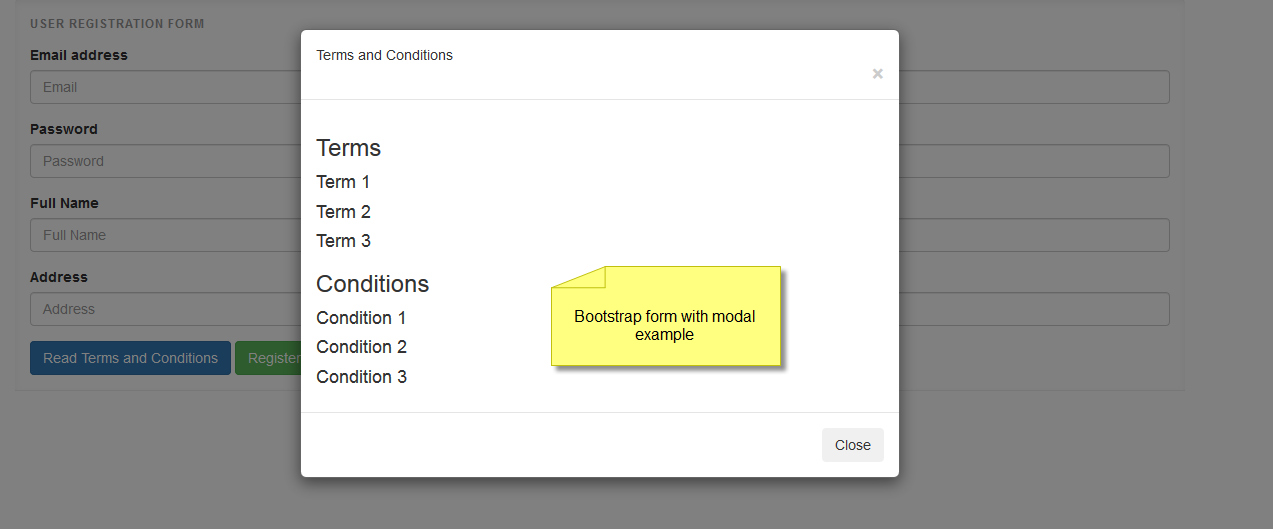 USER REGISTRATION FORM
Email address
Email
Password
Password
Full Name
Full Name
Address
Address
Read Terms and Conditions
Register
Terms and Conditions
×
Terms
Term 1
Term 2
Term 3
Conditions
Condition 1
Condition 2
Condition 3
Bootstrap form with modal
example
Close